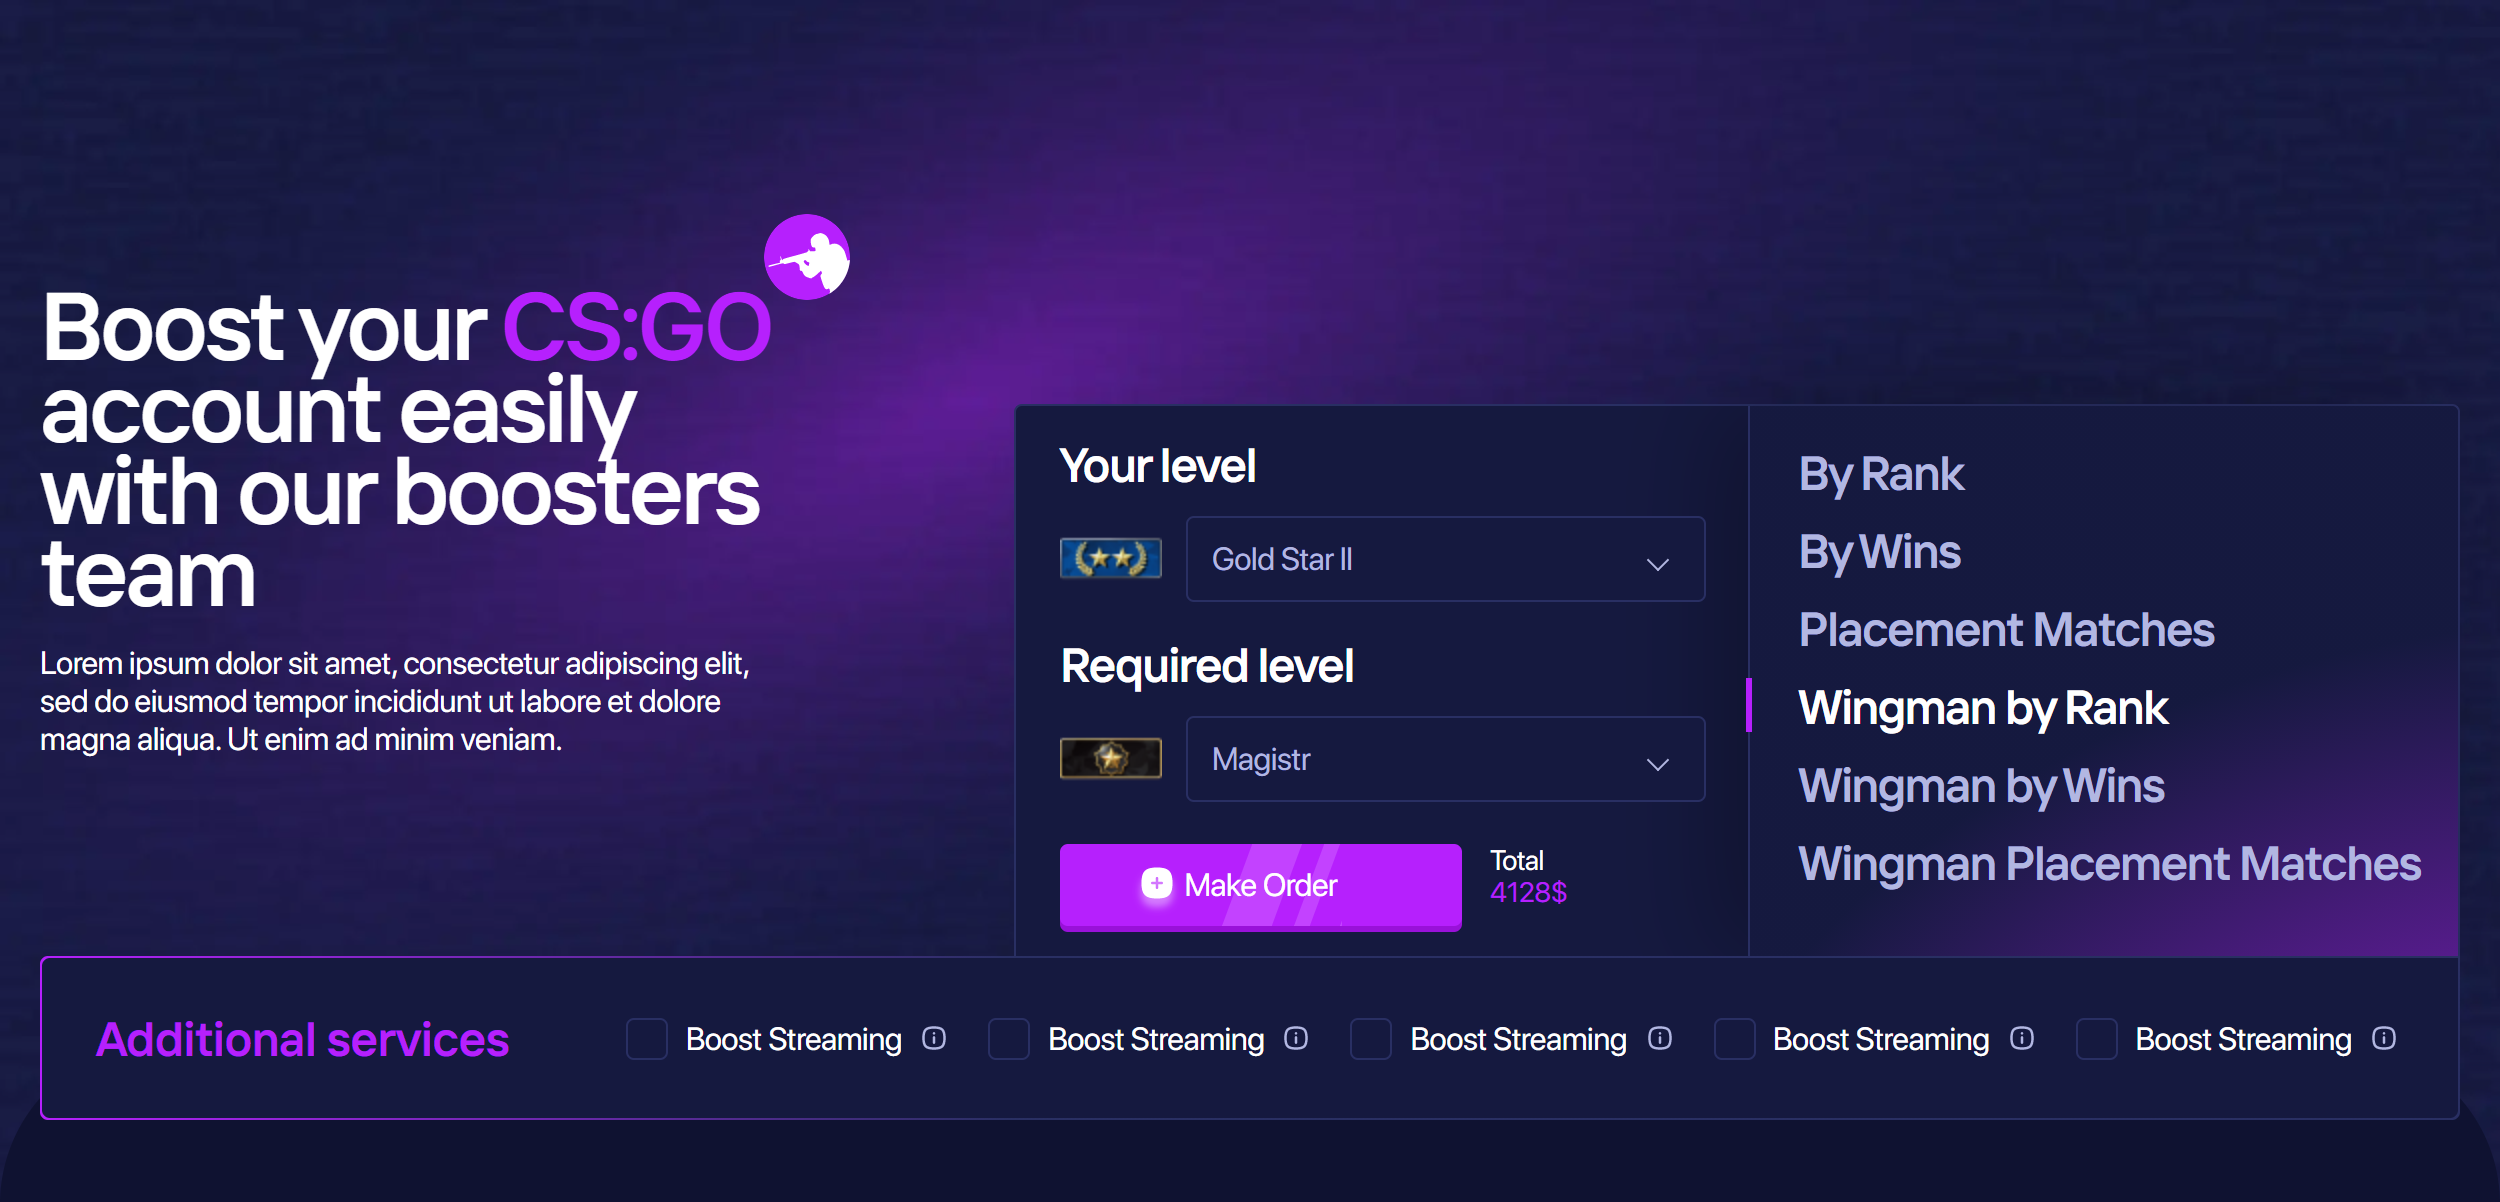 Boost your CS:GO
account easily
with our boosters
team
Lorem ipsum dolor sit amet, consectetur adipiscing elit,
sed do eiusmod tempor incididunt ut labore et dolore
magna aliqua. Ut enim ad minim veniam.
Your level
Gold Star II
Required level
Magistr
Make Order
Total
4128$
By Rank
By Wins
Placement Matches
Wingman by Rank
Wingman by Wins
Wingman Placement Matches
Additional services
Boost Streaming
Boost Streaming
Boost Streaming
Boost Streaming
Boost Streaming